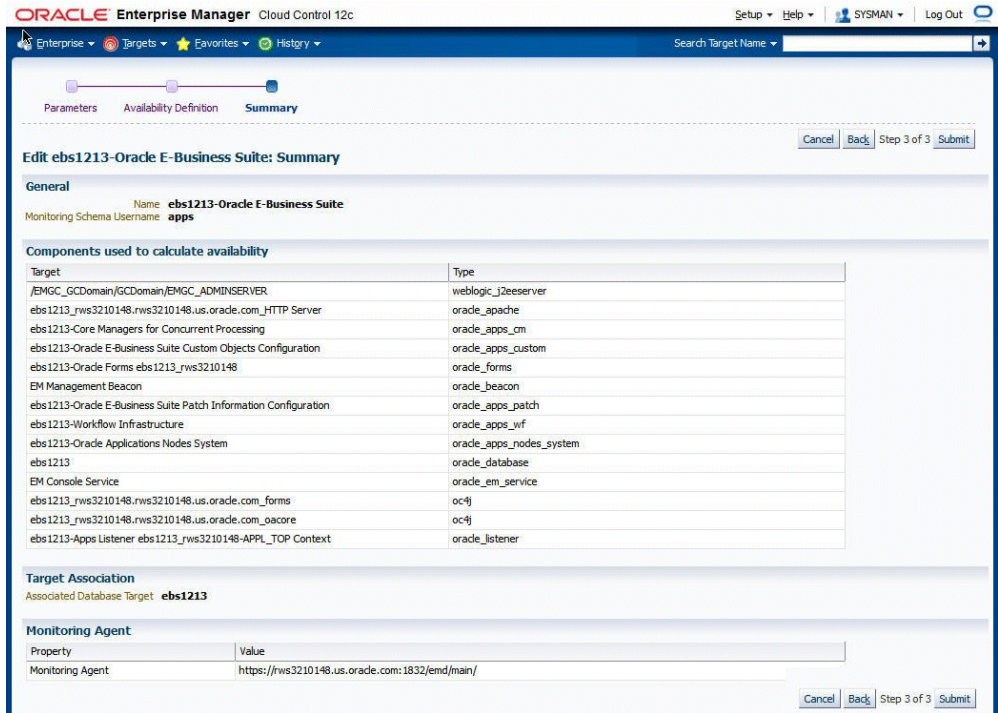 ORACLE Enterprise Manager Cloud Control 12c
Setup Help SYSMAN Log Out
Enterprise Targets Favorites History Search Target Name
Parameters Availability Definition Summary
Cancel Back Step 3 of 3 Submit
Edit ebs1213-Oracle E-Business Suite: Summary
General
Name ebs1213-Oracle E-Business Suite
Monitoring Schema Username apps
Components used to calculate availability
Target Type
/EMGC_GCDomain/GCDomain/EMGC_ADMINSERVER weblogic_j2eeserver
ebs1213_rws3210148.rws3210148.us.oracle.com_HTTP Server oracle_apache
ebs1213-Core Managers for Concurrent Processing oracle_apps_cm
ebs1213-Oracle E-Business Suite Custom Objects Configuration oracle_apps_custom
ebs1213-Oracle Forms ebs1213_rws3210148 oracle_forms
EM Management Beacon oracle_beacon
ebs1213-Oracle E-Business Suite Patch Information Configuration oracle_apps_patch
ebs1213-Workflow Infrastructure oracle_apps_wf
ebs1213-Oracle Applications Nodes System oracle_apps_nodes_system
ebs1213 oracle_database
EM Console Service oracle_em_service
ebs1213_rws3210148.rws3210148.us.oracle.com_forms oc4j
ebs1213_rws3210148.rws3210148.us.oracle.com_oacore oc4j
ebs1213-Apps Listener ebs1213_rws3210148-APPL_TOP Context oracle_listener
Target Association
Associated Database Target ebs1213
Monitoring Agent
Property Value
Monitoring Agent https://rws3210148.us.oracle.com:1832/emd/main/
Cancel Back Step 3 of 3 Submit